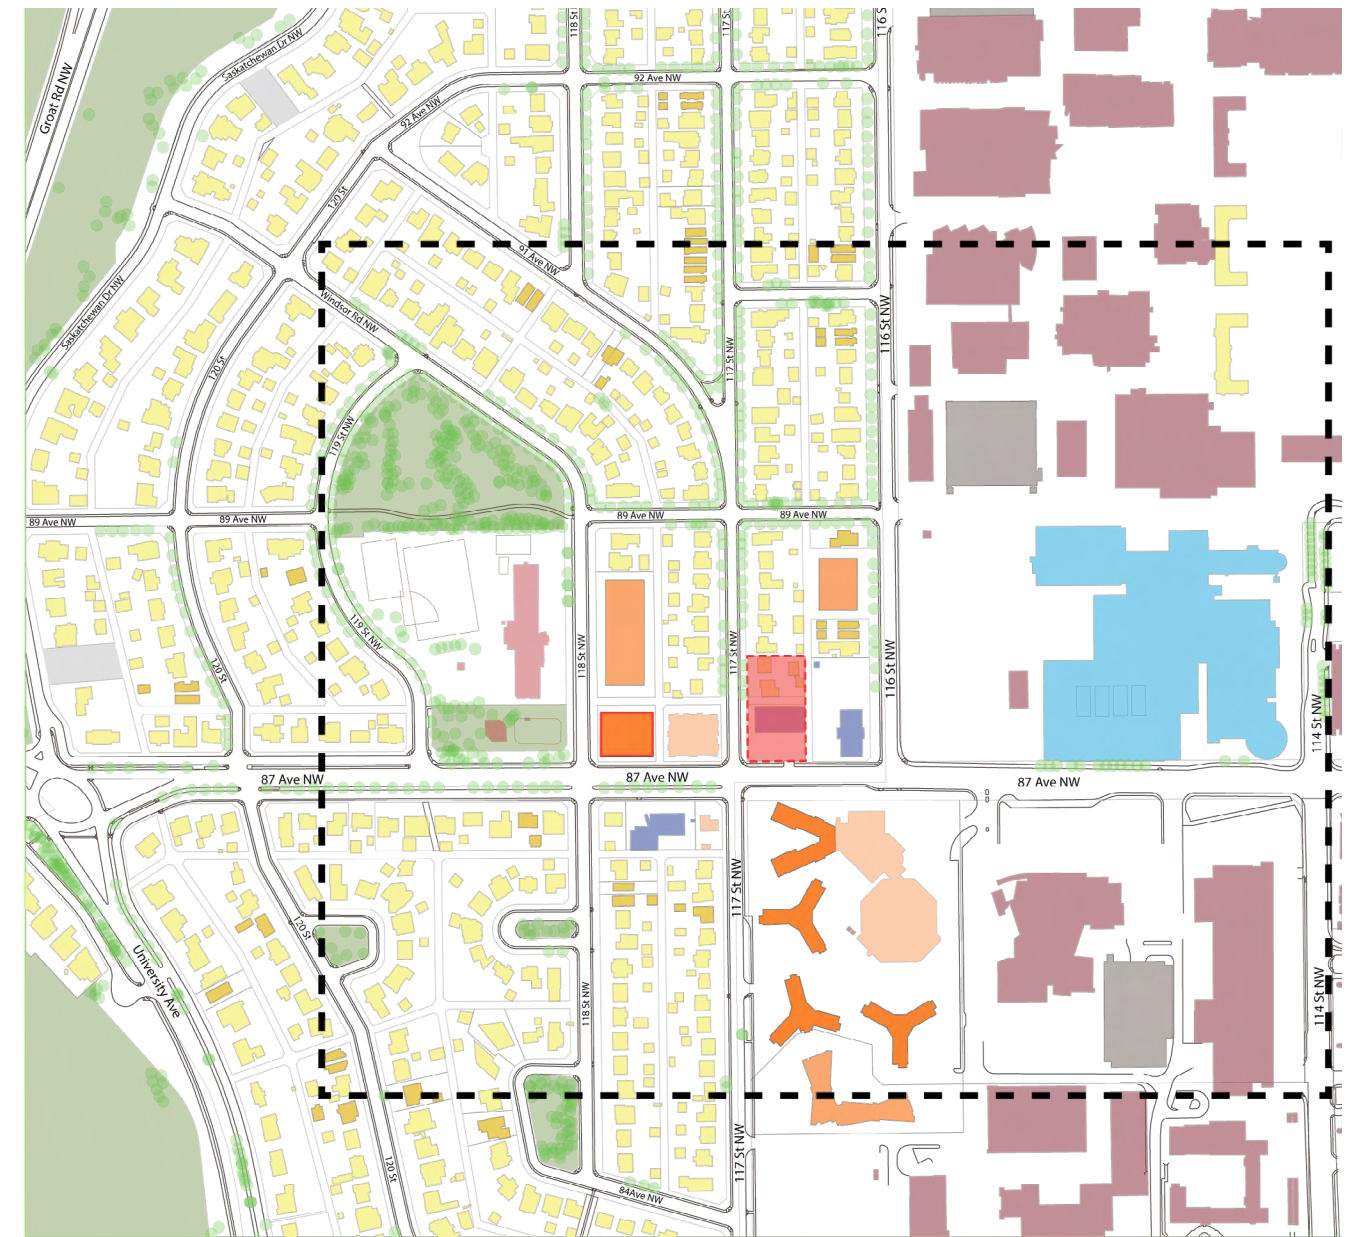 118 St
117 St
116 St
Saskatchewan Dr NW
Groat Rd NW
92 Ave NW
92 Ave NW
120 St
91 Ave NW
Saskatchewan Dr NW
Windsor Rd NW
116 St NW
120 St
117 St NW
119 St NW
89 Ave NW
89 Ave NW
89 Ave NW
89 Ave NW
119 St NW
118 St NW
117 St NW
116 St NW
120 St
114 St NW
87 Ave NW
87 Ave NW
87 Ave NW
117 St NW
120 St
University Ave
118 St NW
114 St NW
117 St NW
120 St
84Ave NW